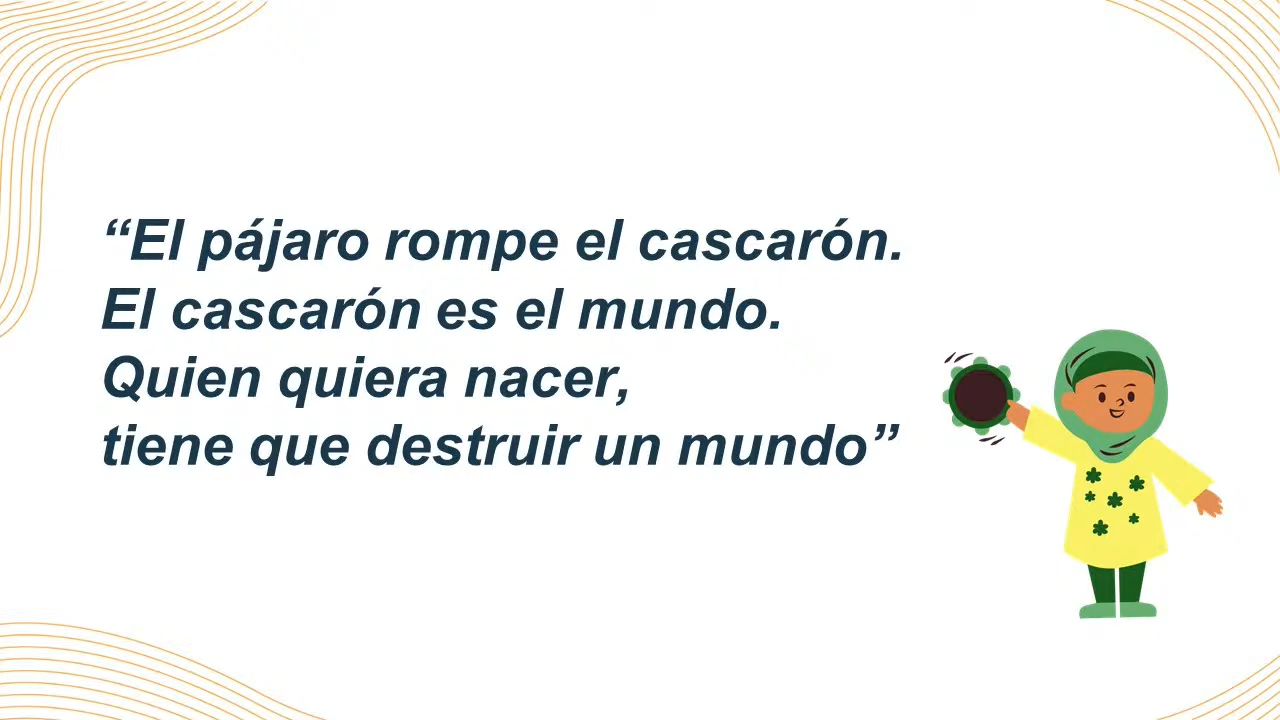 “El pájaro rompe el cascarón.
El cascarón es el mundo.
Quien quiera nacer,
tiene que destruir un mundo”